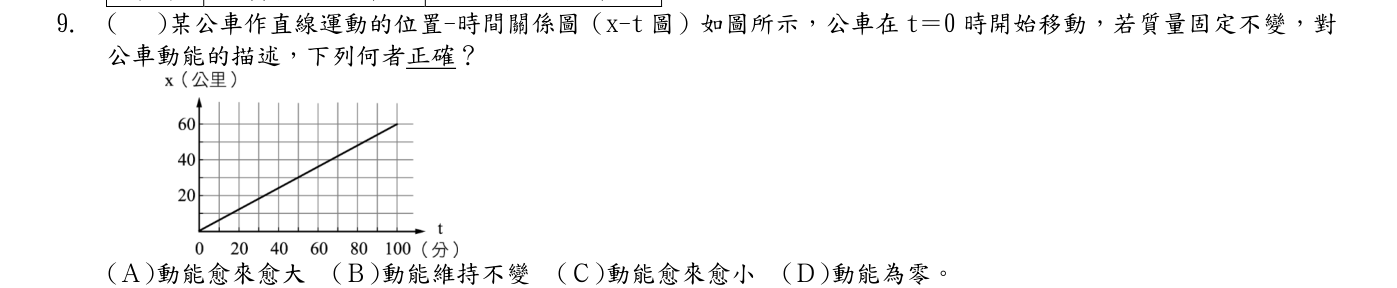 9. (　)某公車作直線運動的位置-時間關係圖（x-t 圖）如圖所示，公車在 t＝0 時開始移動，若質量固定不變，對
公車動能的描述，下列何者正確？
x（公里）
60
40
20
t
0 20 40 60 80 100（分）
(Ａ)動能愈來愈大 (Ｂ)動能維持不變 (Ｃ)動能愈來愈小 (Ｄ)動能為零。